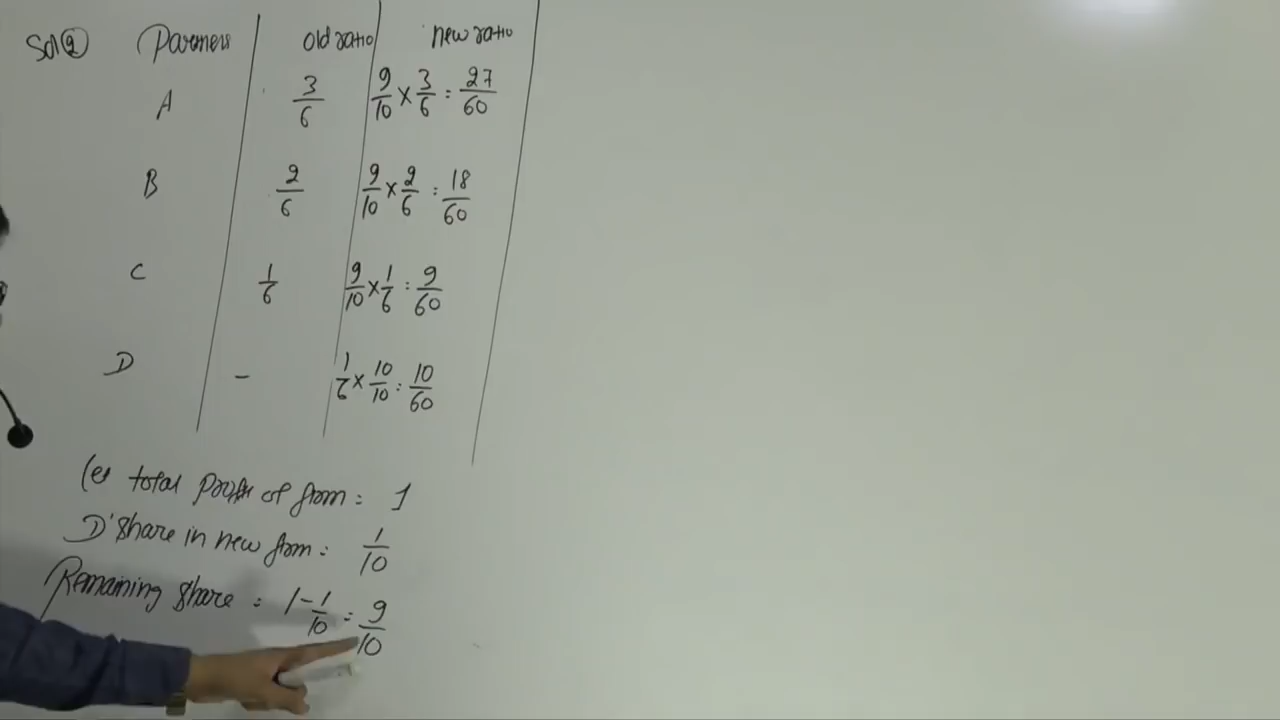 Sol ② Partners old ratio new ratio
A 3/6 9/10 × 3/6 = 27/60
B 2/6 9/10 × 2/6 = 18/60
C 1/6 9/10 × 1/6 = 9/60
D - 1/6 × 10/10 = 10/60
total Profit of firm = 1
D' share in new firm = 1/10
Remaining share = 1 - 1/10 = 9/10